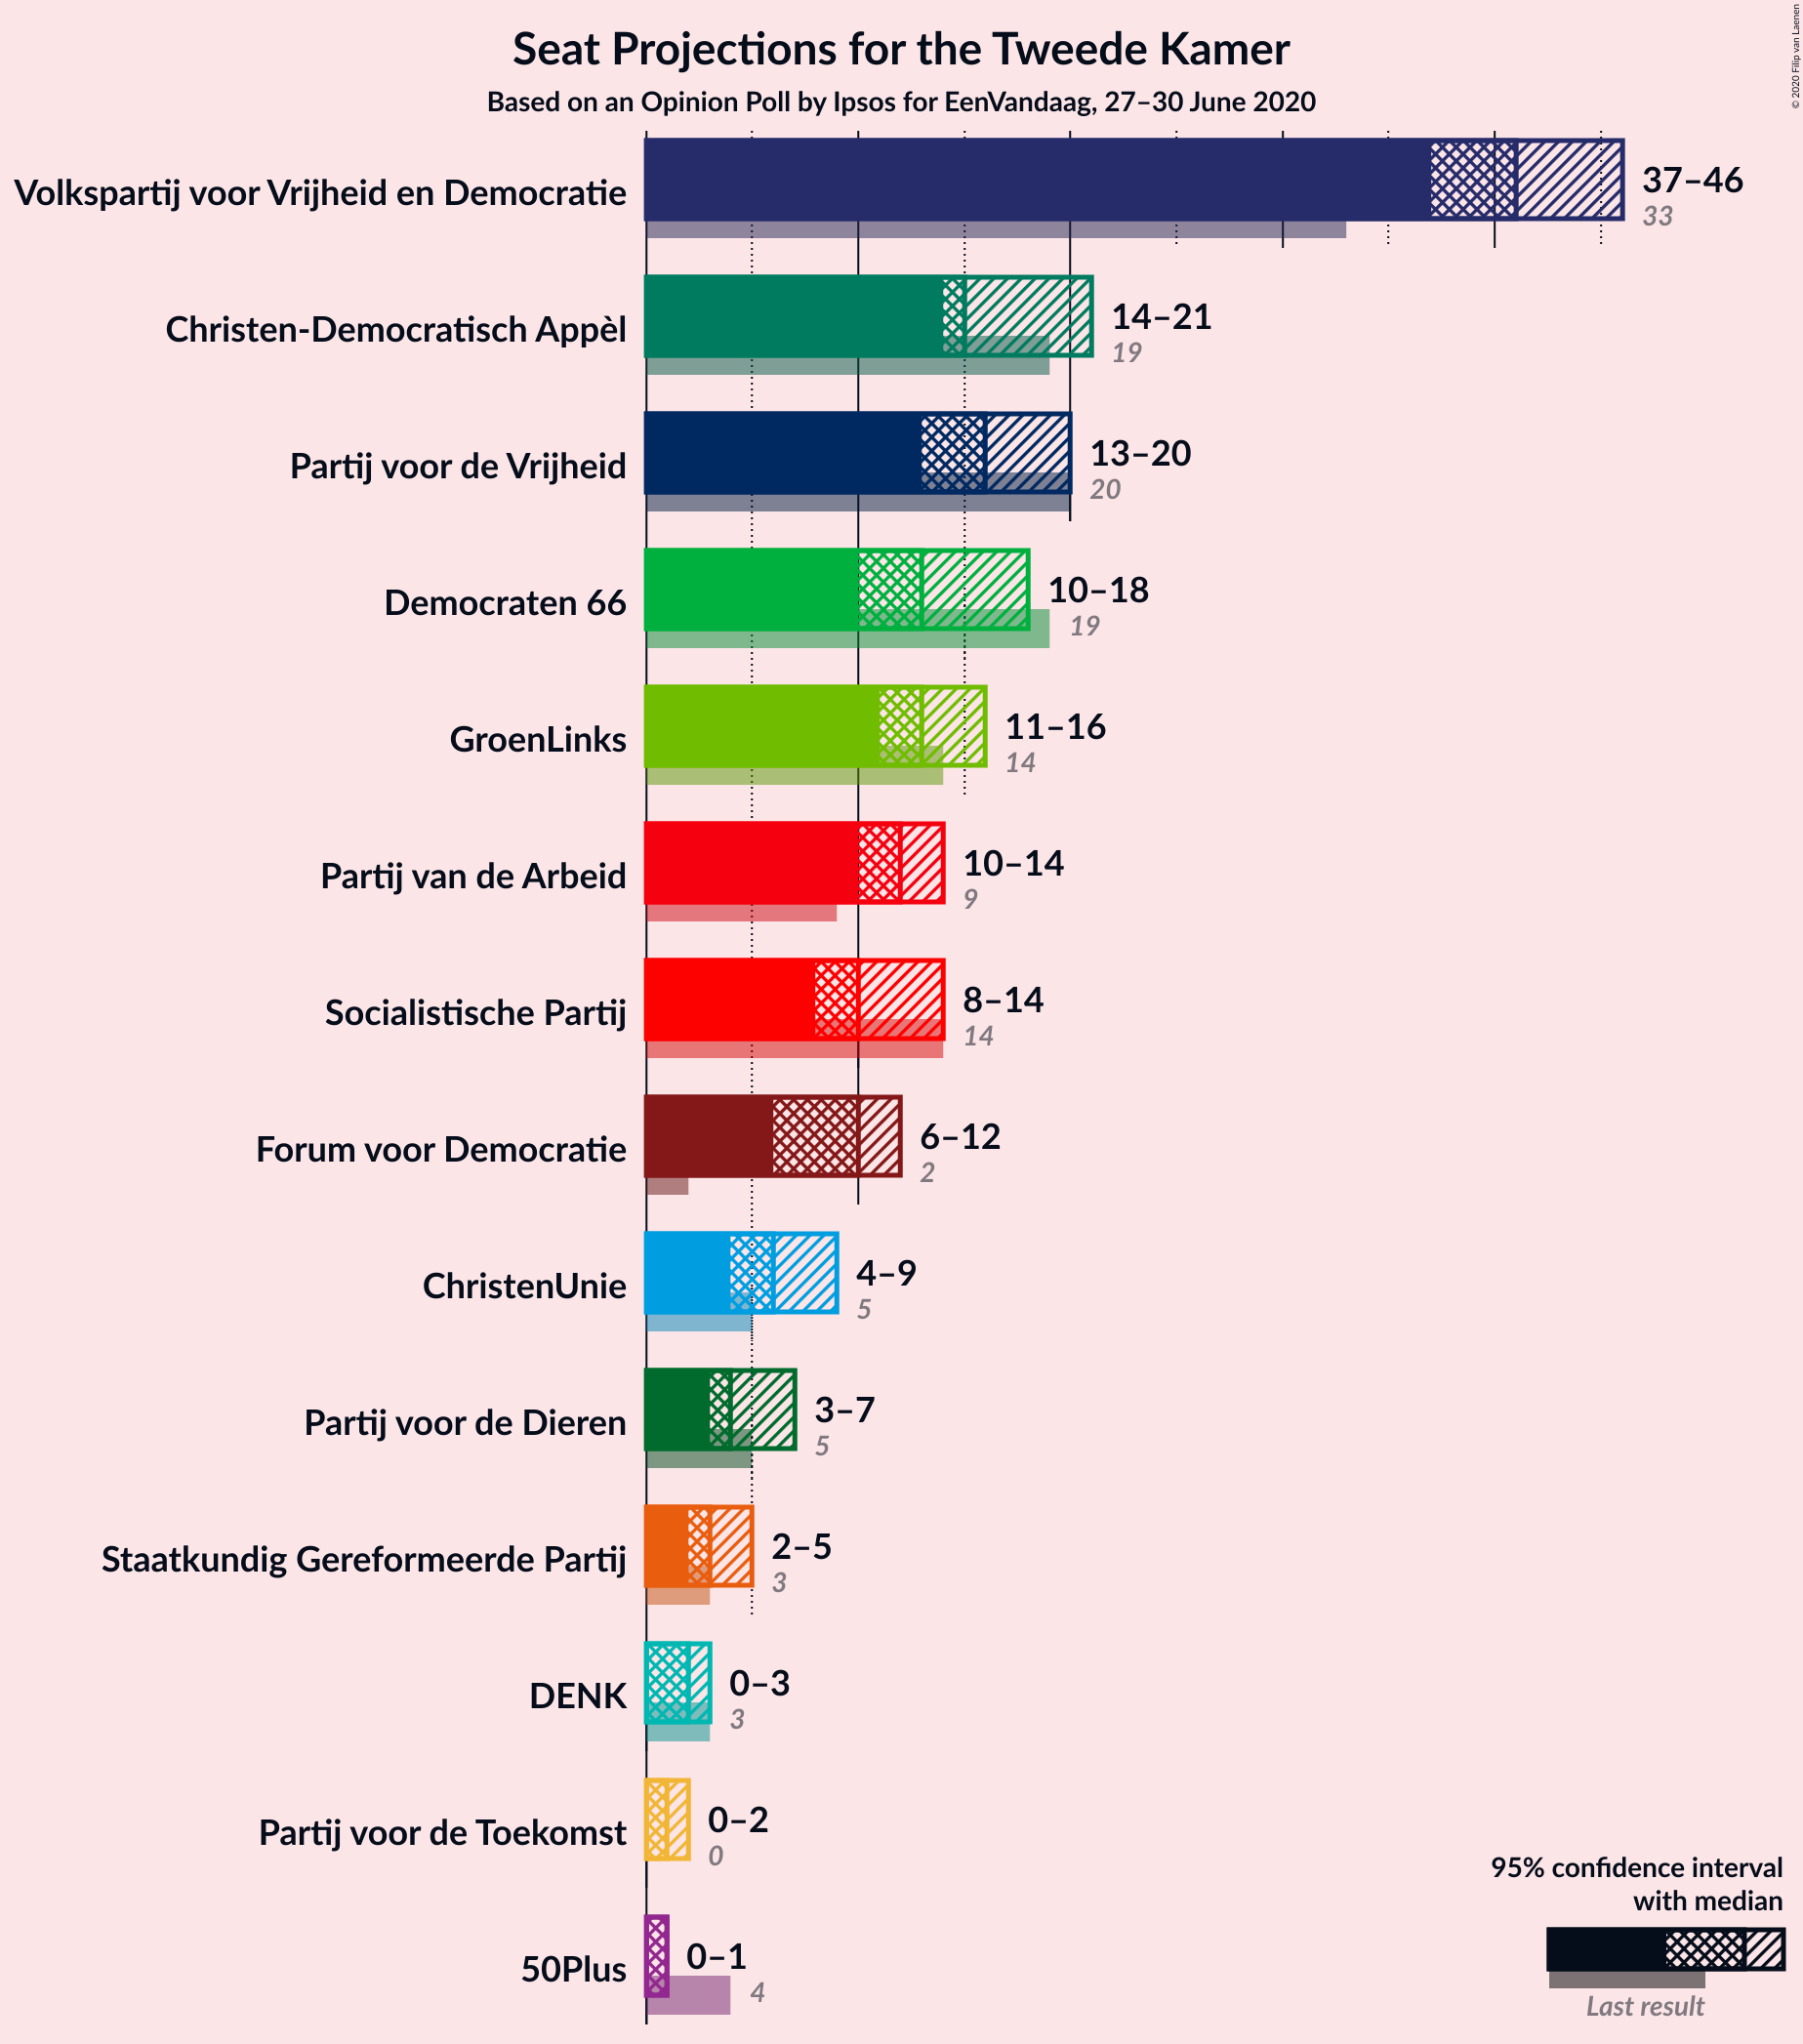 Seat Projections for the Tweede Kamer
Based on an Opinion Poll by Ipsos for EenVandaag, 27–30 June 2020
© 2020 Filip van Laenen
Volkspartij voor Vrijheid en Democratie
37–46
33
Christen-Democratisch Appèl
14–21
19
Partij voor de Vrijheid
13–20
20
Democraten 66
10–18
19
GroenLinks
11–16
14
Partij van de Arbeid
10–14
9
Socialistische Partij
8–14
14
Forum voor Democratie
6–12
2
ChristenUnie
4–9
5
Partij voor de Dieren
3–7
5
Staatkundig Gereformeerde Partij
2–5
3
DENK
0–3
3
Partij voor de Toekomst
0–2
0
50Plus
0–1
4
95% confidence interval
with median
Last result